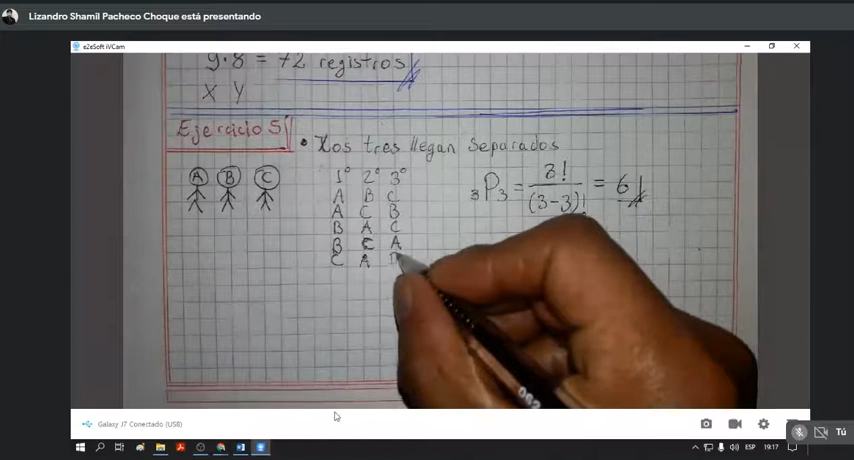 Lizandro Shamil Pacheco Choque está presentando
e2eSoft iVCam
9·8 = 72 registros
X Y
Ejercicio 5
• Los tres llegan separados
A B C
1° 2° 3°
A B C
A C B
B A C
B C A
C A
₃P₃ = 3! / (3-3)! = 6
Galaxy J7 Conectado (USB)
Tú
ESP 19:17